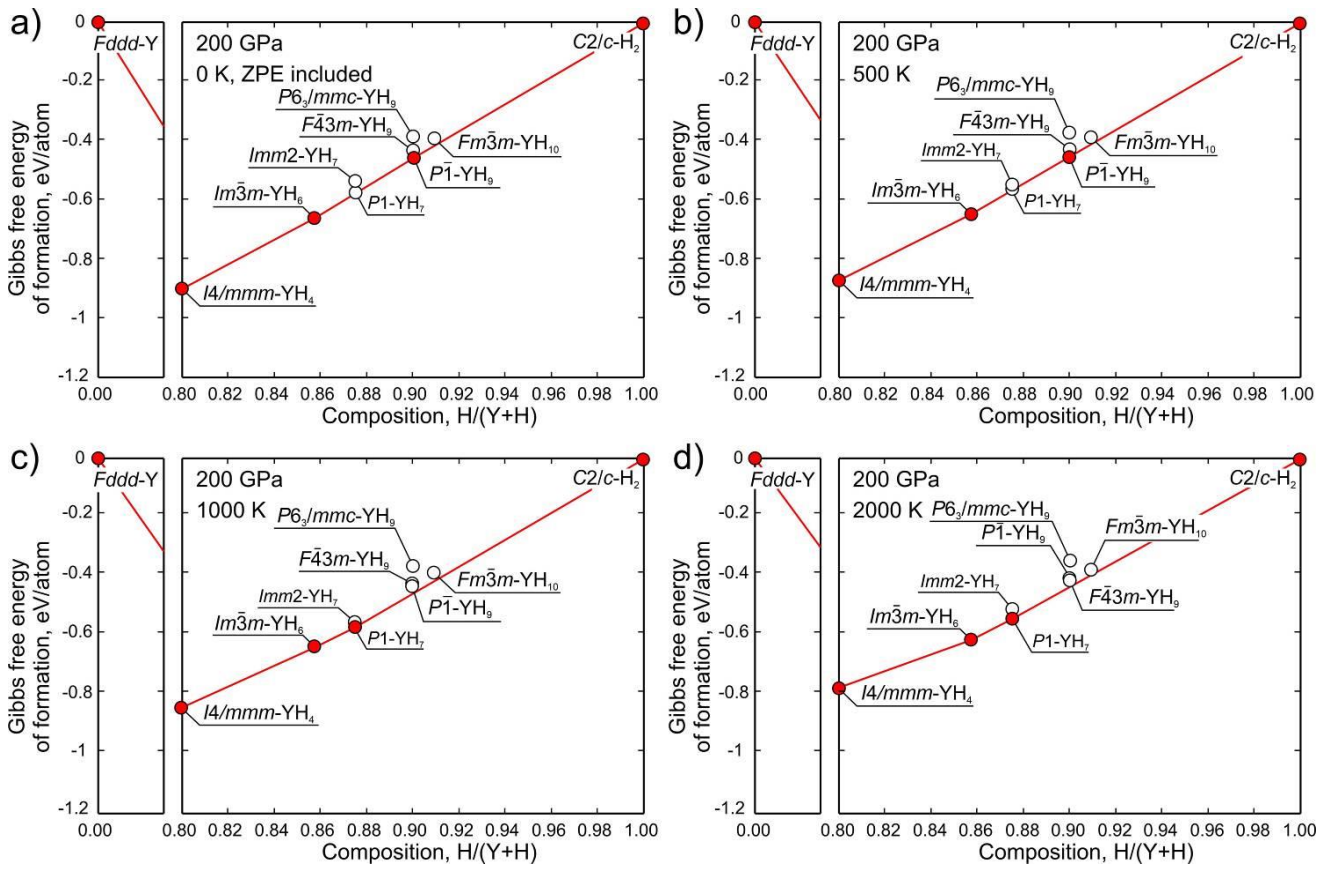 a)
Gibbs free energy
of formation, eV/atom
0
-0.2
-0.4
-0.6
-0.8
-1
-1.2
Fddd-Y
200 GPa
0 K, ZPE included
C2/c-H₂
P6₃/mmc-YH₉
F4̅3m-YH₉
Fm3̅m-YH₁₀
Imm2-YH₇
P1̅-YH₉
Im3̅m-YH₆
P1-YH₇
I4/mmm-YH₄
0.00 0.80 0.82 0.84 0.86 0.88 0.90 0.92 0.94 0.96 0.98 1.00
Composition, H/(Y+H)
b)
Gibbs free energy
of formation, eV/atom
0
-0.2
-0.4
-0.6
-0.8
-1
-1.2
Fddd-Y
200 GPa
500 K
C2/c-H₂
P6₃/mmc-YH₉
F4̅3m-YH₉
Fm3̅m-YH₁₀
Imm2-YH₇
P1̅-YH₉
Im3̅m-YH₆
P1-YH₇
I4/mmm-YH₄
0.00 0.80 0.82 0.84 0.86 0.88 0.90 0.92 0.94 0.96 0.98 1.00
Composition, H/(Y+H)
c)
Gibbs free energy
of formation, eV/atom
0
-0.2
-0.4
-0.6
-0.8
-1
-1.2
Fddd-Y
200 GPa
1000 K
C2/c-H₂
P6₃/mmc-YH₉
F4̅3m-YH₉
Fm3̅m-YH₁₀
Imm2-YH₇
P1̅-YH₉
Im3̅m-YH₆
P1-YH₇
I4/mmm-YH₄
0.00 0.80 0.82 0.84 0.86 0.88 0.90 0.92 0.94 0.96 0.98 1.00
Composition, H/(Y+H)
d)
Gibbs free energy
of formation, eV/atom
0
-0.2
-0.4
-0.6
-0.8
-1
-1.2
Fddd-Y
200 GPa
2000 K
C2/c-H₂
P6₃/mmc-YH₉
P1̅-YH₉
Fm3̅m-YH₁₀
Imm2-YH₇
F4̅3m-YH₉
Im3̅m-YH₆
P1-YH₇
I4/mmm-YH₄
0.00 0.80 0.82 0.84 0.86 0.88 0.90 0.92 0.94 0.96 0.98 1.00
Composition, H/(Y+H)